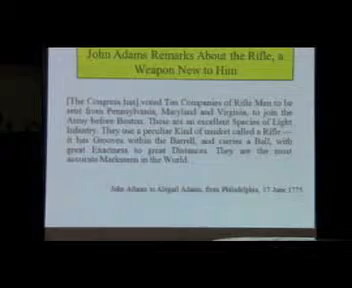 John Adams Remarks About the Rifle, a
Weapon New to Him
[The Congress has] voted Ten Companies of Rifle Men to be
sent from Pensylvania, Maryland and Virginia, to join the
Army before Boston. These are an excellent Species of Light
Infantry. They use a peculiar Kind of musket called a Rifle —
it has Grooves within the Barrell, and carries a Ball, with
great Exactness to great Distances. They are the most
accurate Marksmen in the World.
John Adams to Abigail Adams, from Philadelphia, 17 June 1775